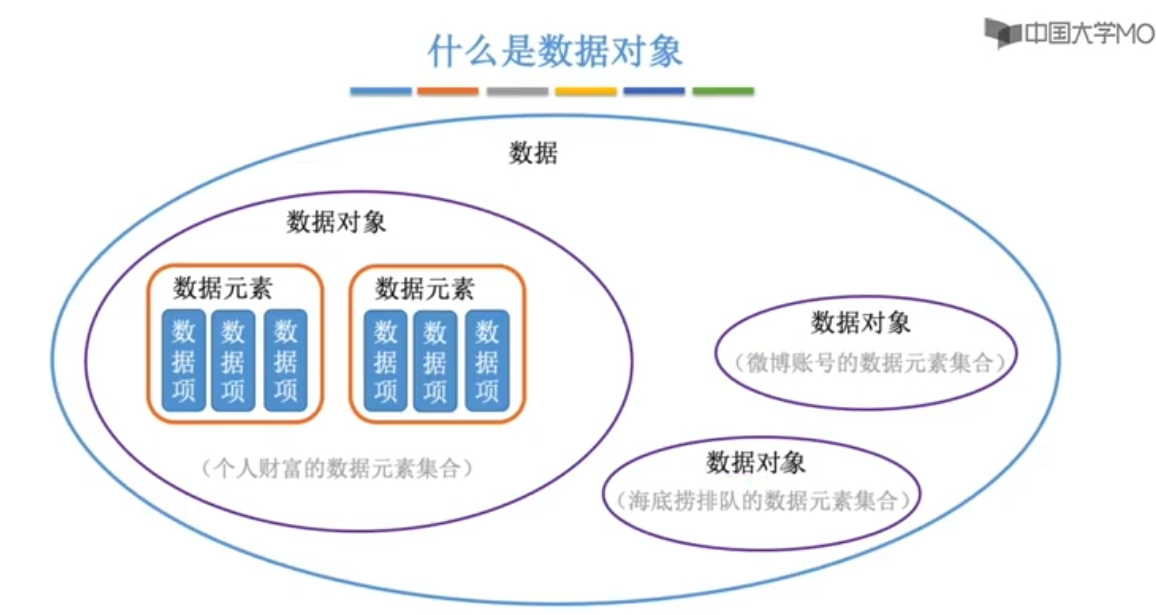 中国大学MO
什么是数据对象
数据
数据对象
数据元素
数据项
数据项
数据项
数据元素
数据项
数据项
数据项
（个人财富的数据元素集合）
数据对象
（微博账号的数据元素集合）
数据对象
（海底捞排队的数据元素集合）